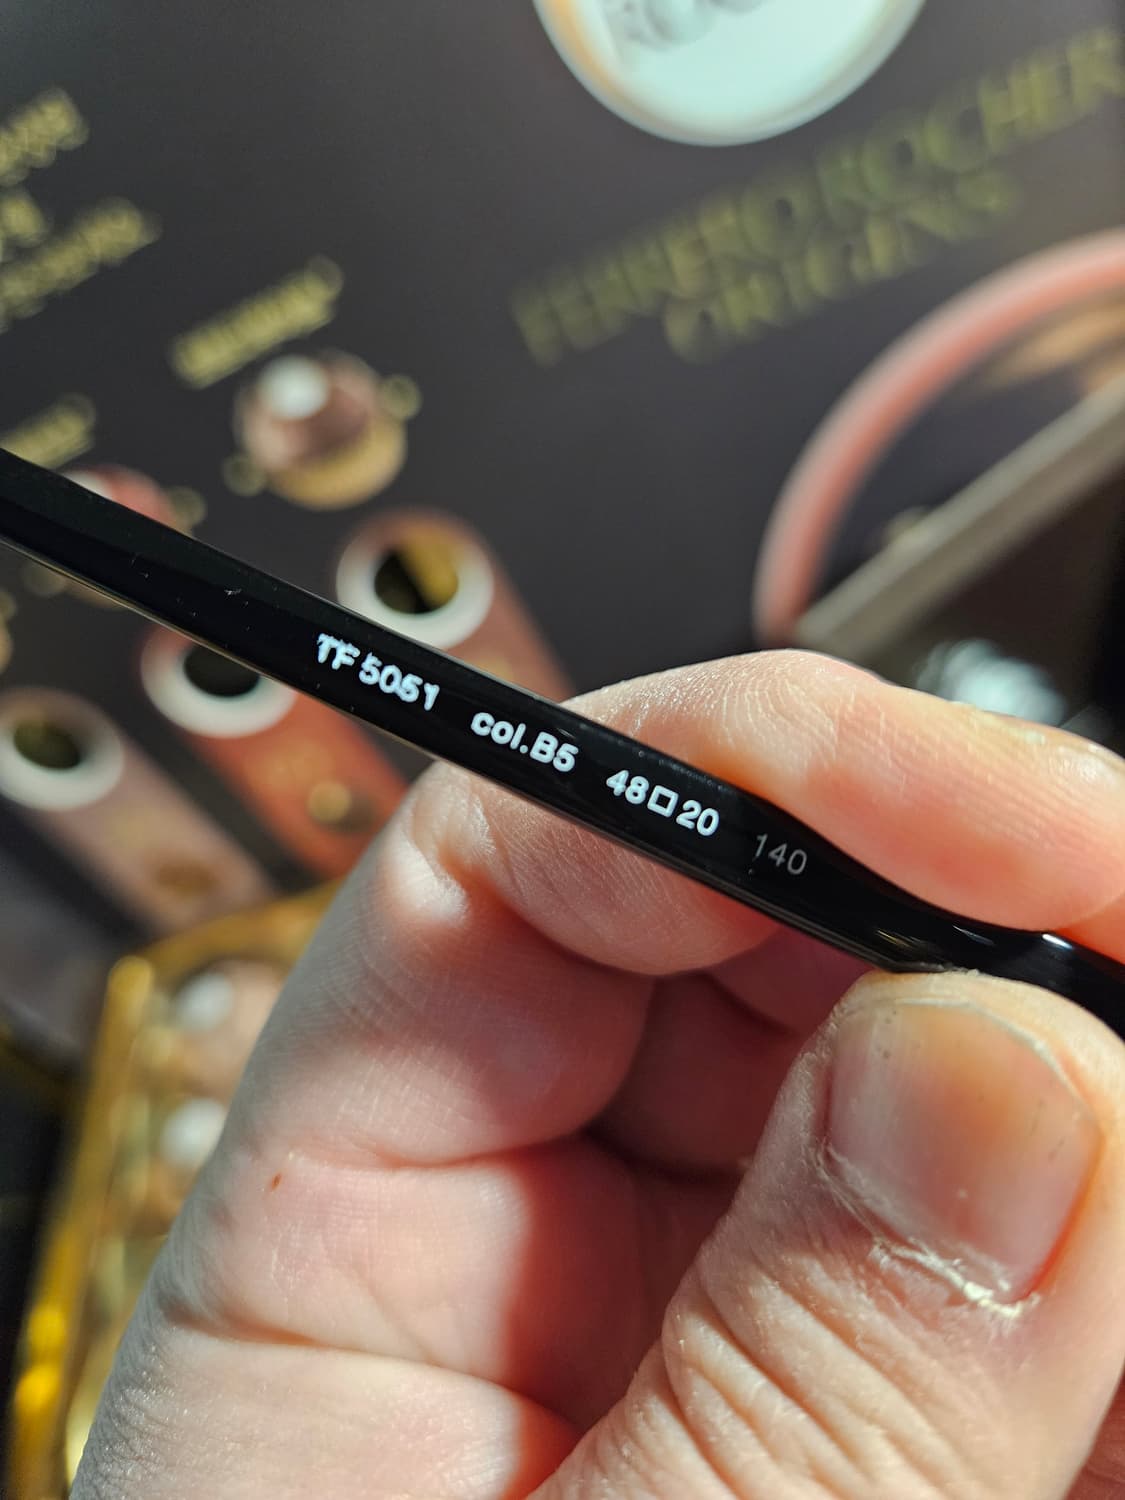 FERRERO ROCHER
ORIGINS
TF 5051 col.B5 48□20 140